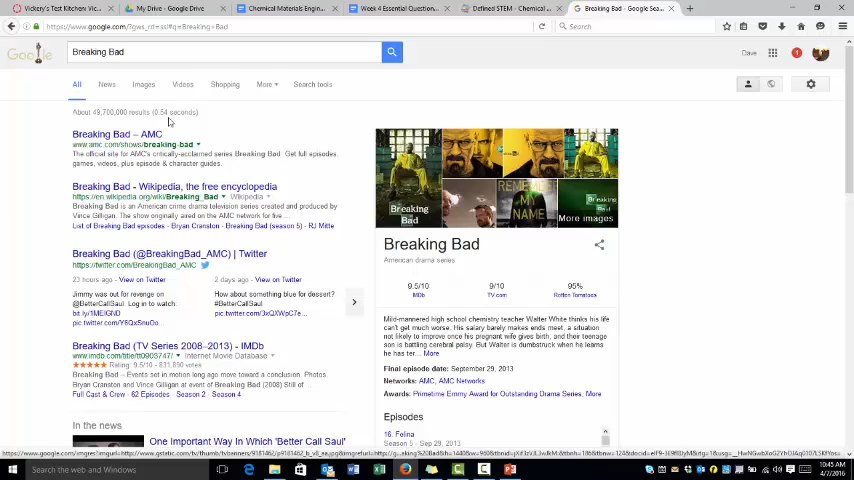 Vickery's Test Kitchen: Vic...
My Drive - Google Drive
Chemical Materials Engin...
Week 4 Essential Question...
Defined STEM - Chemical ...
Breaking Bad - Google Sea...
https://www.google.com/?gws_rd=ssl#q=Breaking+Bad
Search
Google
Breaking Bad
Dave
1
All
News
Images
Videos
Shopping
More
Search tools
About 49,700,000 results (0.54 seconds)
Breaking Bad – AMC
www.amc.com/shows/breaking-bad
The official site for AMC's critically-acclaimed series Breaking Bad. Get full episodes,
games, videos, plus episode & character guides.
Breaking Bad - Wikipedia, the free encyclopedia
https://en.wikipedia.org/wiki/Breaking_Bad Wikipedia
Breaking Bad is an American crime drama television series created and produced by
Vince Gilligan. The show originally aired on the AMC network for five ...
List of Breaking Bad episodes - Bryan Cranston - Breaking Bad (season 5) - RJ Mitte
Breaking Bad (@BreakingBad_AMC) | Twitter
https://twitter.com/BreakingBad_AMC
23 hours ago - View on Twitter
Jimmy was out for revenge on
@BetterCallSaul. Log in to watch:
bit.ly/1MEIGND
pic.twitter.com/Y6QxSnuOo...
2 days ago - View on Twitter
How about something blue for dessert?
#BetterCallSaul
pic.twitter.com/3xQXWpC7e...
Breaking Bad (TV Series 2008–2013) - IMDb
www.imdb.com/title/tt0903747/ Internet Movie Database
Rating: 9.5/10 - 831,890 votes
Breaking Bad -- Events set in motion long ago move toward a conclusion. Photos.
Bryan Cranston and Vince Gilligan at event of Breaking Bad (2008) Still of ...
Full Cast & Crew - 62 Episodes - Season 2 - Season 4
In the news
One Important Way In Which 'Better Call Saul'
Breaking
Bad
REMEMBER
MY
NAME
Breaking
Bad
More images
Breaking Bad
American drama series
9.5/10
IMDb
9/10
TV.com
95%
Rotten Tomatoes
Mild-mannered high school chemistry teacher Walter White thinks his life
can't get much worse. His salary barely makes ends meet, a situation
not likely to improve once his pregnant wife gives birth, and their teenage
son is battling cerebral palsy. But Walter is dumbstruck when he learns
he has ter... More
Final episode date: September 29, 2013
Networks: AMC, AMC Networks
Awards: Primetime Emmy Award for Outstanding Drama Series, More
Episodes
16. Felina
Season 5 - Sep 29, 2013
Search the web and Windows
10:45 AM
4/7/2016